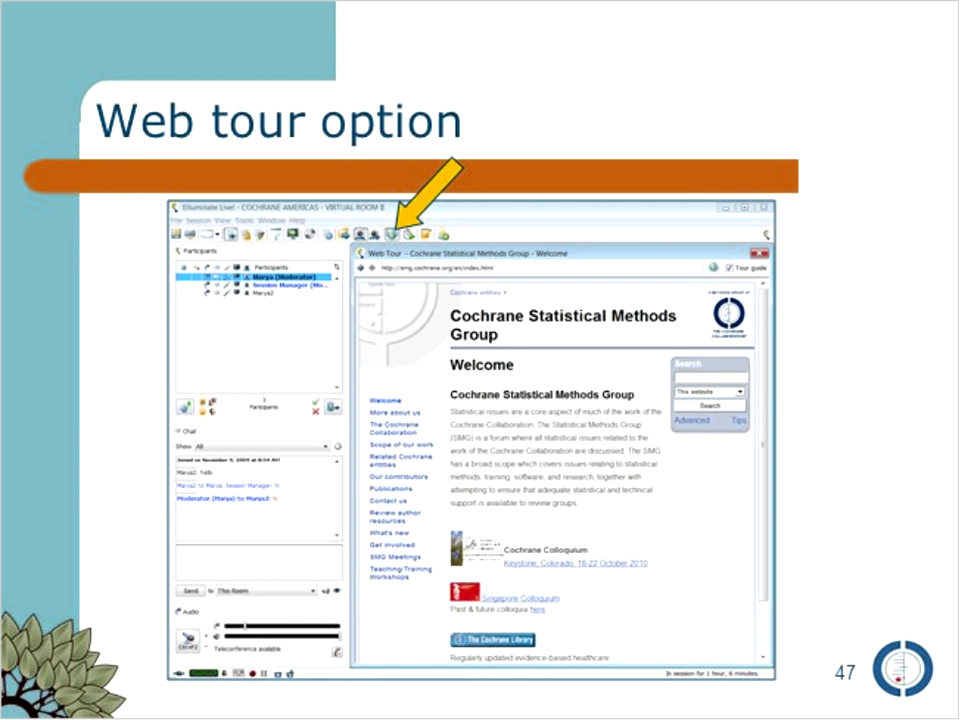 Web tour option
Elluminate Live! - COCHRANE AMERICAS - VIRTUAL ROOM II
File Session View Tools Window Help
Participants
Participants
Marya (Moderator)
Session Manager (Mo...
Marya2
3
Participants
Chat
Show All
Joined on November 9, 2009 at 8:54 AM
Marya2: hello
Marya2 to Marya, Session Manager: hi
Moderator (Marya) to Marya2: hi
Send to This Room
Audio
Ctrl+F2
Teleconference available
Web Tour - Cochrane Statistical Methods Group - Welcome
http://smg.cochrane.org/en/index.html
Tour guide
Cochrane entities
Cochrane Statistical Methods
Group
THE COCHRANE
COLLABORATION®
Welcome
Search
This website
Search
Advanced Tips
Cochrane Statistical Methods Group
Statistical issues are a core aspect of much of the work of the
Cochrane Collaboration. The Statistical Methods Group
(SMG) is a forum where all statistical issues related to the
work of the Cochrane Collaboration are discussed. The SMG
has a broad scope which covers issues relating to statistical
methods, training, software, and research, together with
attempting to ensure that adequate statistical and technical
support is available to review groups.
Welcome
More about us
The Cochrane
Collaboration
Scope of our work
Related Cochrane
entities
Our contributors
Publications
Contact us
Review author
resources
What's new
Get involved
SMG Meetings
Teaching/Training
Workshops
Cochrane Colloquium
Keystone, Colorado, 18-22 October 2010
Singapore Colloquium
Past & future colloquia here
The Cochrane Library
Regularly updated evidence-based healthcare
In session for 1 hour, 6 minutes.
47